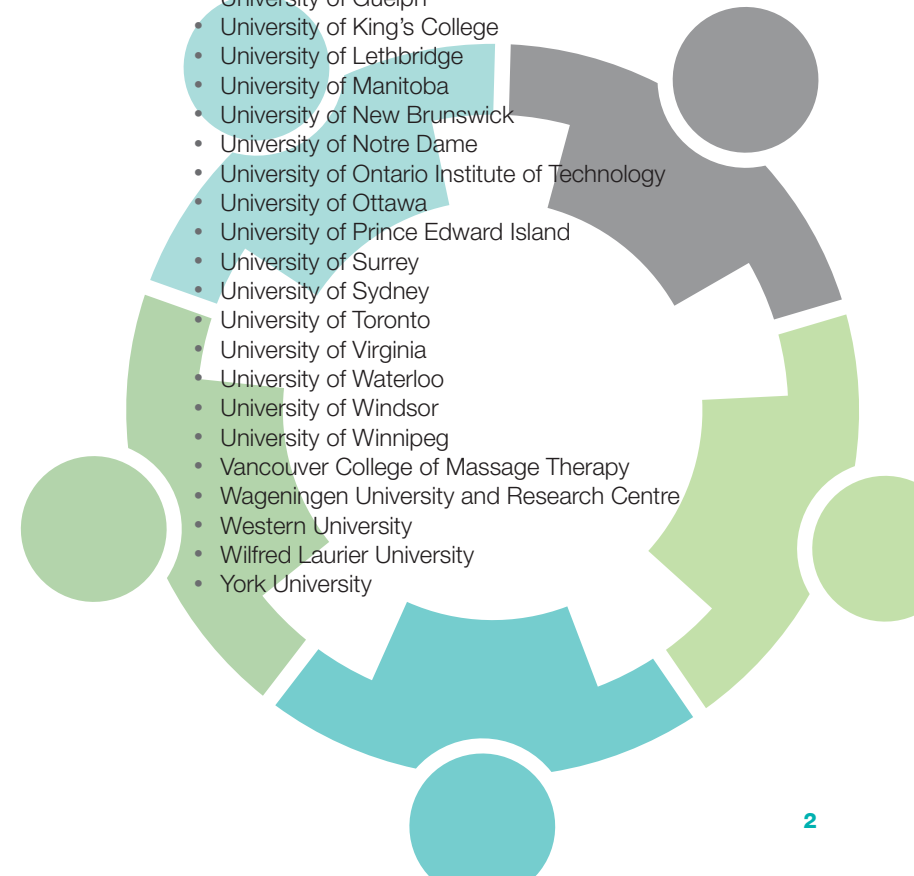 University of Guelph
• University of King's College
• University of Lethbridge
• University of Manitoba
• University of New Brunswick
• University of Notre Dame
• University of Ontario Institute of Technology
• University of Ottawa
• University of Prince Edward Island
• University of Surrey
• University of Sydney
• University of Toronto
• University of Virginia
• University of Waterloo
• University of Windsor
• University of Winnipeg
• Vancouver College of Massage Therapy
• Wageningen University and Research Centre
• Western University
• Wilfred Laurier University
• York University
2